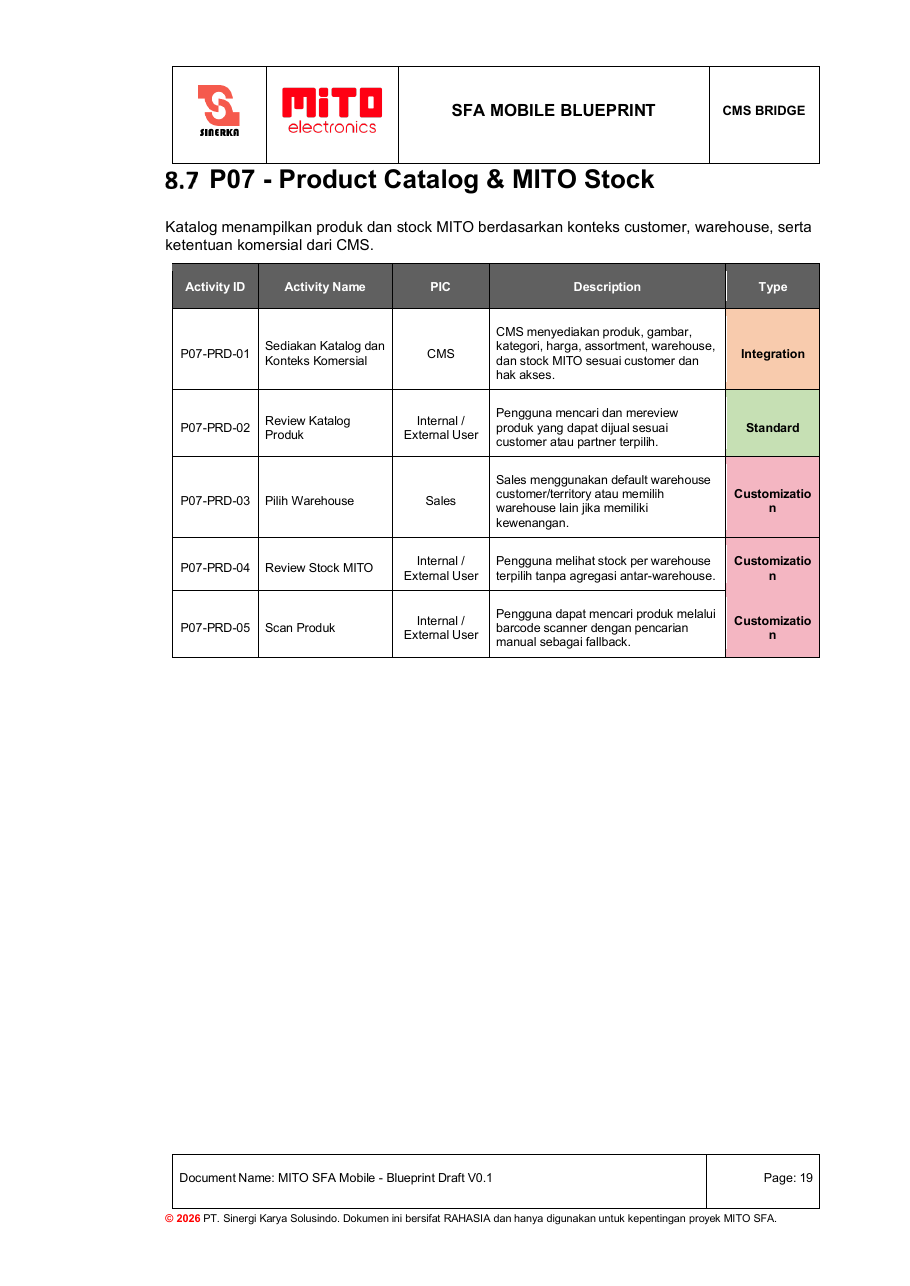 SINERKA
MiTO
electronics
SFA MOBILE BLUEPRINT
CMS BRIDGE
8.7 P07 - Product Catalog & MITO Stock
Katalog menampilkan produk dan stock MITO berdasarkan konteks customer, warehouse, serta
ketentuan komersial dari CMS.
Activity ID
Activity Name
PIC
Description
Type
P07-PRD-01
Sediakan Katalog dan
Konteks Komersial
CMS
CMS menyediakan produk, gambar,
kategori, harga, assortment, warehouse,
dan stock MITO sesuai customer dan
hak akses.
Integration
P07-PRD-02
Review Katalog
Produk
Internal /
External User
Pengguna mencari dan mereview
produk yang dapat dijual sesuai
customer atau partner terpilih.
Standard
P07-PRD-03
Pilih Warehouse
Sales
Sales menggunakan default warehouse
customer/territory atau memilih
warehouse lain jika memiliki
kewenangan.
Customizatio
n
P07-PRD-04
Review Stock MITO
Internal /
External User
Pengguna melihat stock per warehouse
terpilih tanpa agregasi antar-warehouse.
Customizatio
n
P07-PRD-05
Scan Produk
Internal /
External User
Pengguna dapat mencari produk melalui
barcode scanner dengan pencarian
manual sebagai fallback.
Customizatio
n
Document Name: MITO SFA Mobile - Blueprint Draft V0.1
Page: 19
© 2026 PT. Sinergi Karya Solusindo. Dokumen ini bersifat RAHASIA dan hanya digunakan untuk kepentingan proyek MITO SFA.